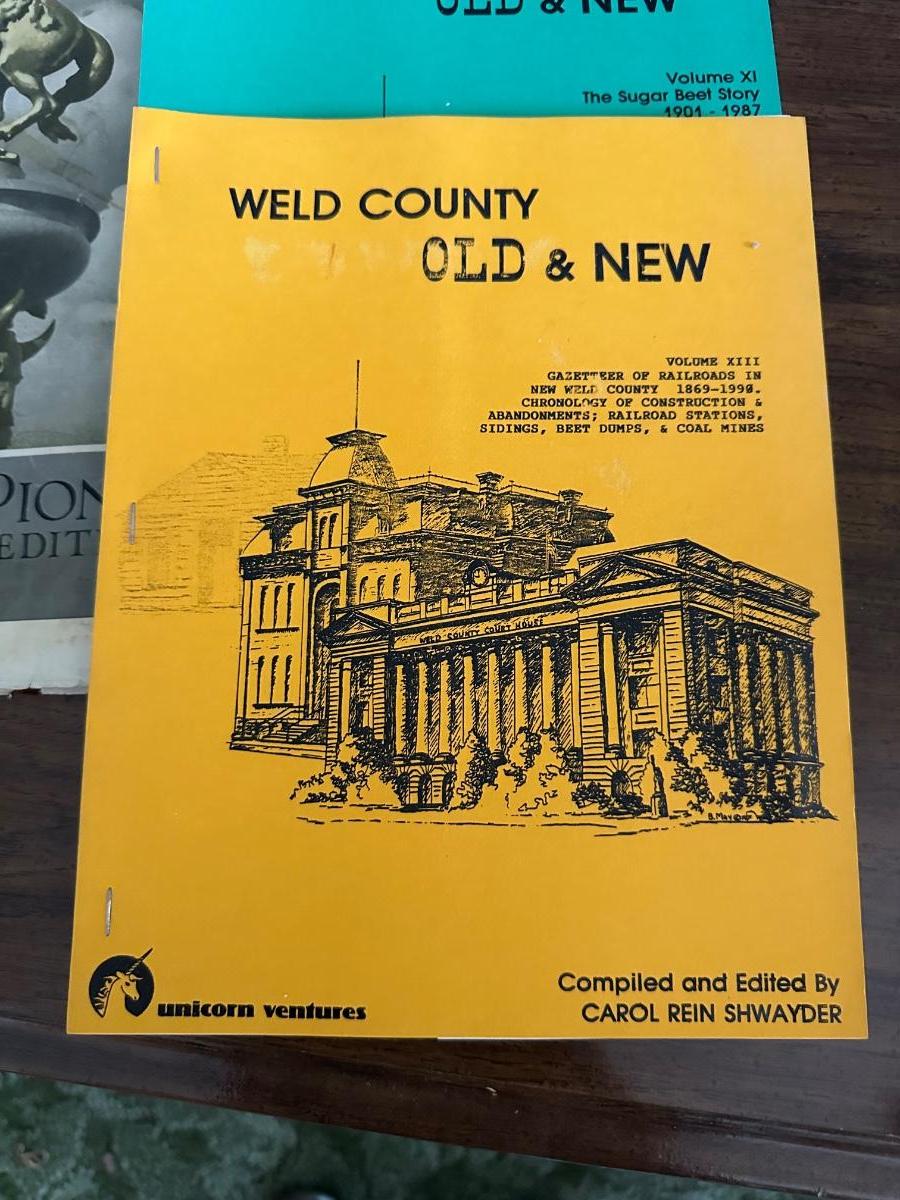 OLD & NEW
Volume XI
The Sugar Beet Story
1901 - 1987
WELD COUNTY
OLD & NEW
VOLUME XIII
GAZETTEER OF RAILROADS IN
NEW WELD COUNTY 1869-1990.
CHRONOLOGY OF CONSTRUCTION &
ABANDONMENTS; RAILROAD STATIONS,
SIDINGS, BEET DUMPS, & COAL MINES
PION
EDIT
WELD COUNTY COURT HOUSE
unicorn ventures
Compiled and Edited By
CAROL REIN SHWAYDER